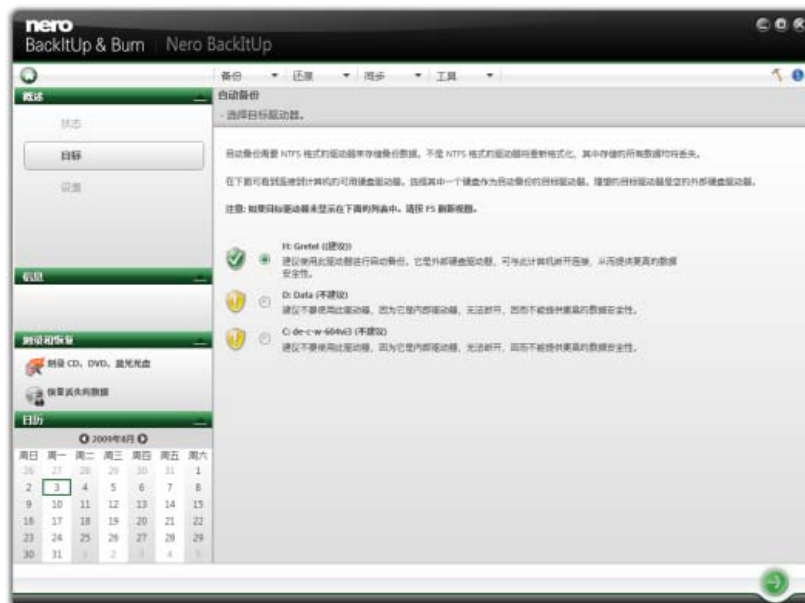 nero
BackItUp & Burn Nero BackItUp
备份 还原 同步 工具
概述
自动备份
- 选择目标驱动器。
状态
目标
设置
自动备份需要 NTFS 格式的驱动器来存储备份数据。不是 NTFS 格式的驱动器将重新格式化，其中存储的所有数据均将丢失。
在下面可看到连接到计算机的可用硬盘驱动器。选择其中一个硬盘作为自动备份的目标驱动器。理想的目标驱动器是空的外部硬盘驱动器。
注意: 如果目标驱动器未显示在下面的列表中，请按 F5 刷新视图。
H: Gretel ((建议))
建议使用此驱动器进行自动备份。它是外部硬盘驱动器，可与此计算机断开连接，从而提供更高的数据
安全性。
D: Data (不建议)
建议不要使用此驱动器，因为它是内部驱动器，无法断开，因而不能提供更高的数据安全性。
C: de-c-w-604vi3 (不建议)
建议不要使用此驱动器，因为它是内部驱动器，无法断开，因而不能提供更高的数据安全性。
信息
刻录和恢复
刻录 CD、DVD、蓝光光盘
恢复丢失的数据
日历
2009年8月
周日 周一 周二 周三 周四 周五 周六
26 27 28 29 30 31 1
2 3 4 5 6 7 8
9 10 11 12 13 14 15
16 17 18 19 20 21 22
23 24 25 26 27 28 29
30 31 1 2 3 4 5